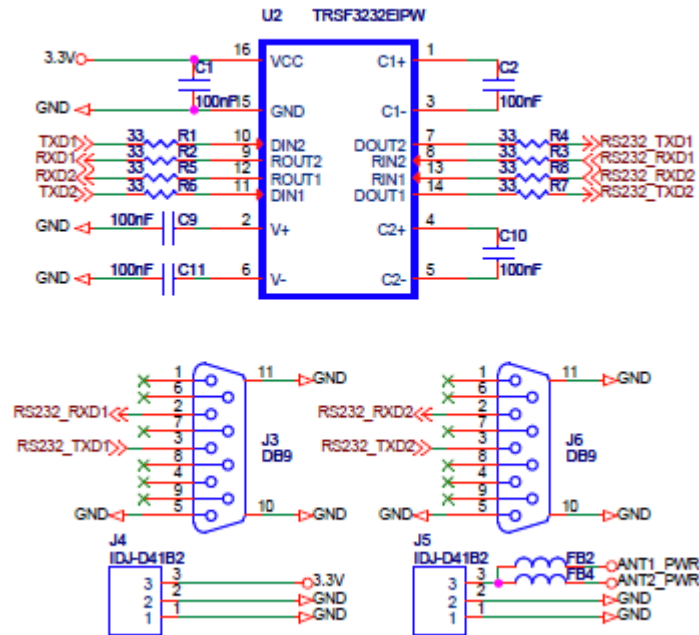 U2 TRSF3232EIPW
3.3V 16 VCC C1+ 1
C1 C2
GND 100nF 15 GND C1- 3 100nF
TXD1 33 R1 10 DIN2 DOUT2 7 33 R4 RS232_TXD1
RXD1 33 R2 9 ROUT2 RIN2 8 33 R3 RS232_RXD1
RXD2 33 R5 12 ROUT1 RIN1 13 33 R8 RS232_RXD2
TXD2 33 R6 11 DIN1 DOUT1 14 33 R7 RS232_TXD2
GND 100nF C9 2 V+ C2+ 4
C10
GND 100nF C11 6 V- C2- 5 100nF
1 11 GND 1 11 GND
6 6
RS232_RXD1 2 RS232_RXD2 2
7 7
RS232_TXD1 3 J3 RS232_TXD2 3 J6
8 DB9 8 DB9
4 4
9 9
GND 5 10 GND GND 5 10 GND
J4 J5
IDJ-D41B2 IDJ-D41B2 FB2 ANT1_PWR
3 3 3.3V 3 3 FB4 ANT2_PWR
2 2 GND 2 2 GND
1 1 GND 1 1 GND